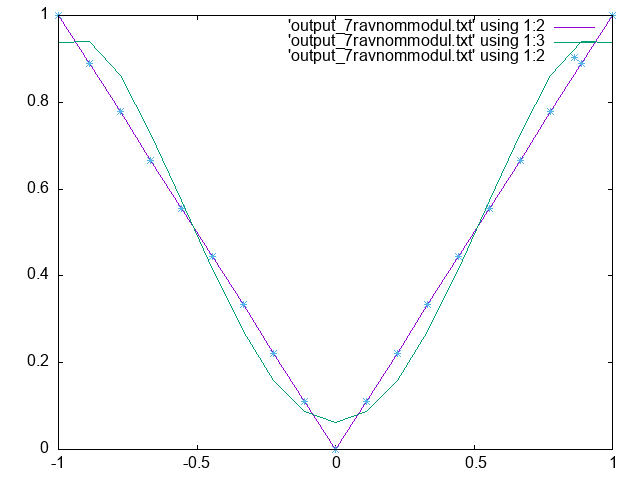 1
'output_7ravnommodul.txt' using 1:2
'output_7ravnommodul.txt' using 1:3
'output_7ravnommodul.txt' using 1:2
0.8
0.6
0.4
0.2
0
-1 -0.5 0 0.5 1